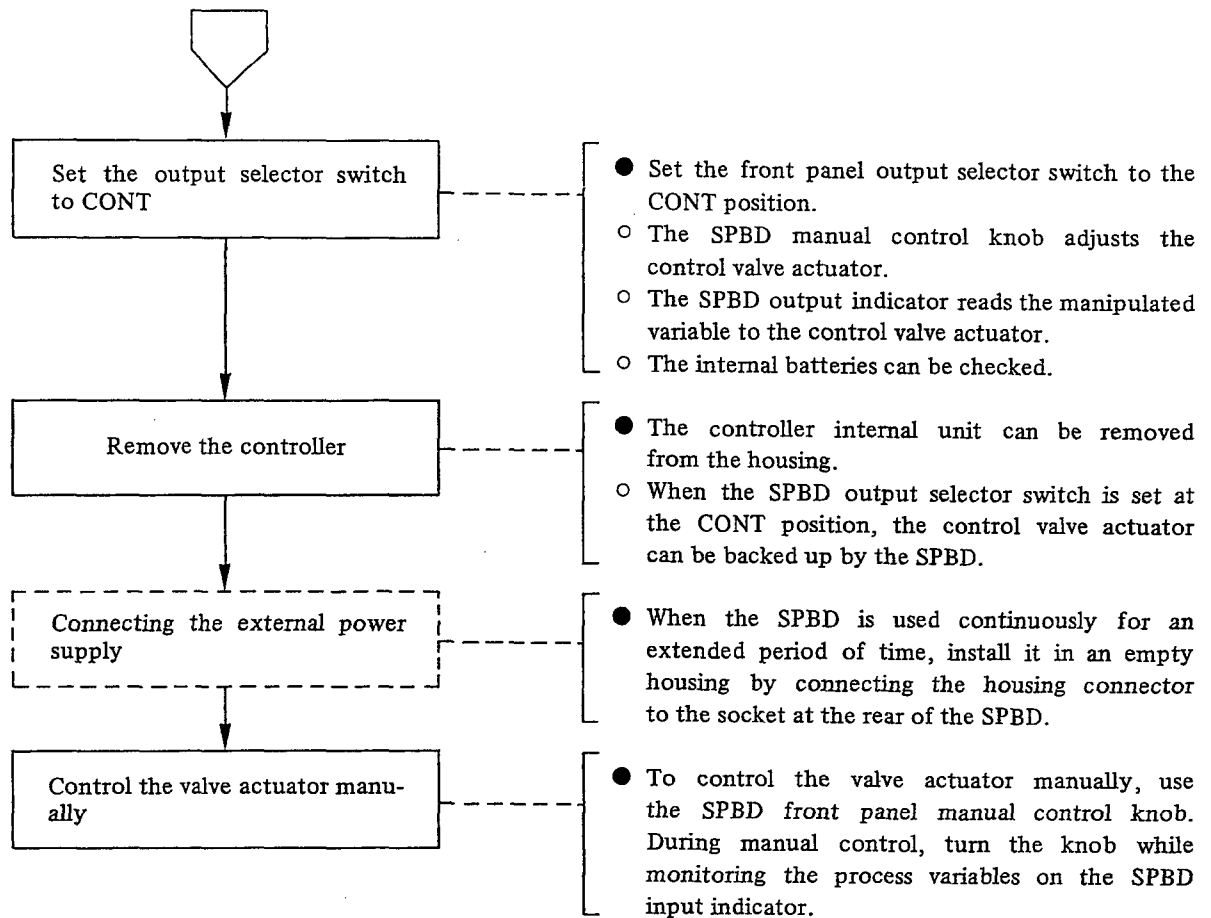 Set the output selector switch
to CONT
● Set the front panel output selector switch to the
CONT position.
○ The SPBD manual control knob adjusts the
control valve actuator.
○ The SPBD output indicator reads the manipulated
variable to the control valve actuator.
○ The internal batteries can be checked.
Remove the controller
● The controller internal unit can be removed
from the housing.
○ When the SPBD output selector switch is set at
the CONT position, the control valve actuator
can be backed up by the SPBD.
Connecting the external power
supply
● When the SPBD is used continuously for an
extended period of time, install it in an empty
housing by connecting the housing connector
to the socket at the rear of the SPBD.
Control the valve actuator manu-
ally
● To control the valve actuator manually, use
the SPBD front panel manual control knob.
During manual control, turn the knob while
monitoring the process variables on the SPBD
input indicator.